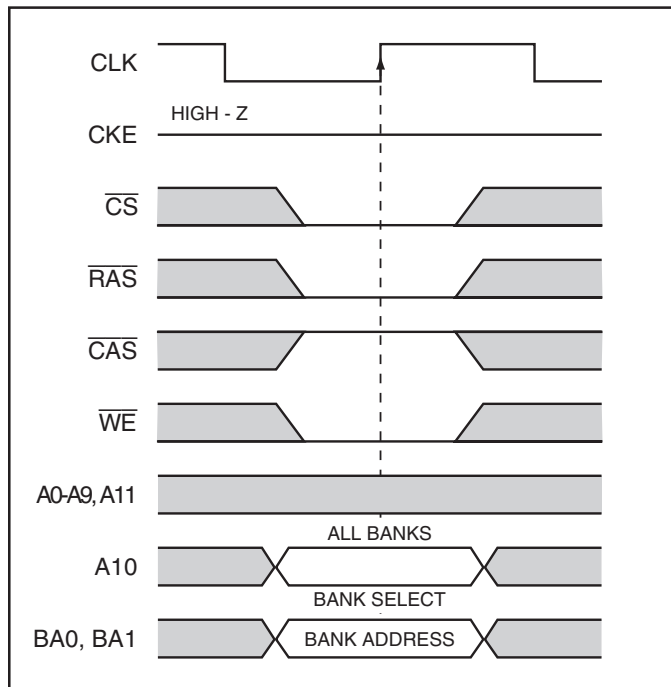 CLK
HIGH - Z
CKE
CS
RAS
CAS
WE
A0-A9, A11
ALL BANKS
A10
BANK SELECT
BA0, BA1
BANK ADDRESS